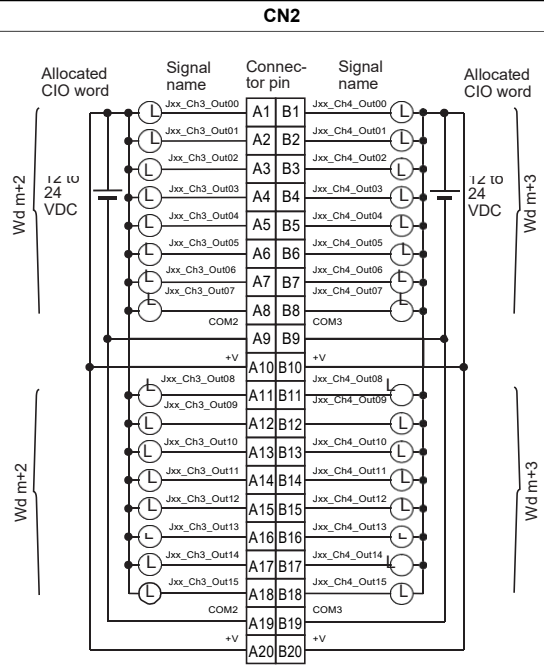 CN2
Allocated
CIO word
Signal
name
Connec-
tor pin
Signal
name
Allocated
CIO word
Jxx_Ch3_Out00 A1 B1 Jxx_Ch4_Out00
L L
Jxx_Ch3_Out01 A2 B2 Jxx_Ch4_Out01
L L
Jxx_Ch3_Out02 A3 B3 Jxx_Ch4_Out02
L L
12 to
24
VDC
12 to
24
VDC
Jxx_Ch3_Out03 A4 B4 Jxx_Ch4_Out03
L L
Wd m+2
Wd m+3
Jxx_Ch3_Out04 A5 B5 Jxx_Ch4_Out04
L L
Jxx_Ch3_Out05 A6 B6 Jxx_Ch4_Out05
L L
Jxx_Ch3_Out06 A7 B7 Jxx_Ch4_Out06
L L
Jxx_Ch3_Out07 A8 B8 Jxx_Ch4_Out07
L L
COM2 A9 B9 COM3
+V A10 B10 +V
Jxx_Ch3_Out08 A11 B11 Jxx_Ch4_Out08
L L
Jxx_Ch3_Out09 A12 B12 Jxx_Ch4_Out09
L L
Jxx_Ch3_Out10 A13 B13 Jxx_Ch4_Out10
L L
Jxx_Ch3_Out11 A14 B14 Jxx_Ch4_Out11
L L
Wd m+2
Wd m+3
Jxx_Ch3_Out12 A15 B15 Jxx_Ch4_Out12
L L
Jxx_Ch3_Out13 A16 B16 Jxx_Ch4_Out13
L L
Jxx_Ch3_Out14 A17 B17 Jxx_Ch4_Out14
L L
Jxx_Ch3_Out15 A18 B18 Jxx_Ch4_Out15
L L
COM2 A19 B19 COM3
+V A20 B20 +V